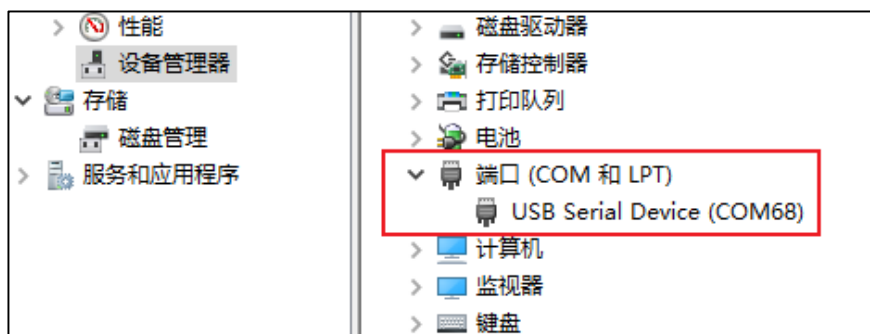 性能
设备管理器
存储
磁盘管理
服务和应用程序
磁盘驱动器
存储控制器
打印队列
电池
端口 (COM 和 LPT)
USB Serial Device (COM68)
计算机
监视器
键盘